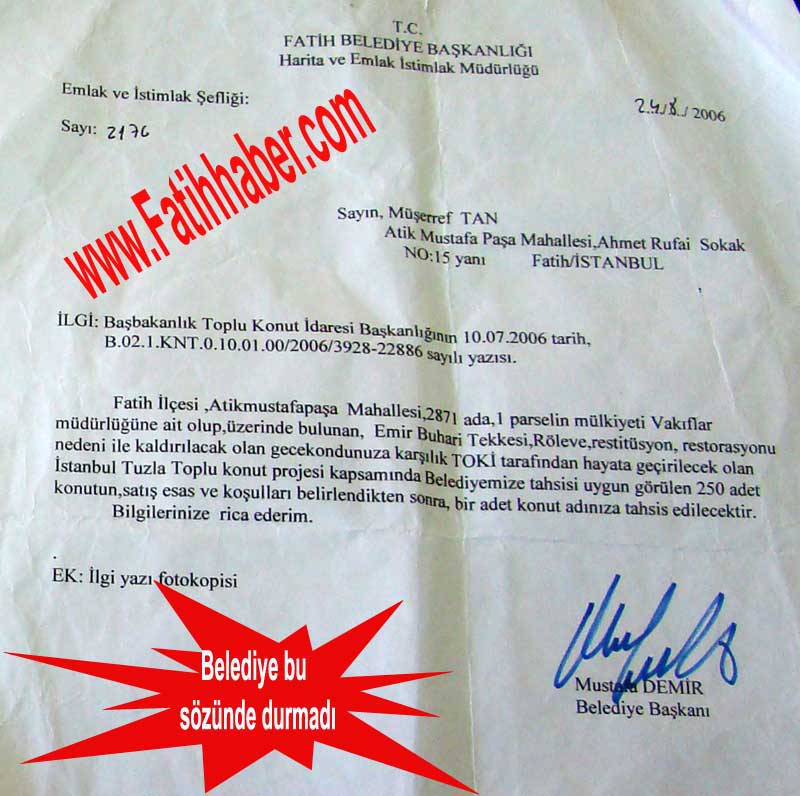 T.C.
FATİH BELEDİYE BAŞKANLIĞI
Harita ve Emlak İstimlak Müdürlüğü
Emlak ve İstimlak Şefliği:
24/8/2006
Sayı: 2176
www.Fatihhaber.com
Sayın, Müşerref TAN
Atik Mustafa Paşa Mahallesi,Ahmet Rufai Sokak
NO:15 yanı Fatih/İSTANBUL
İLGİ: Başbakanlık Toplu Konut İdaresi Başkanlığının 10.07.2006 tarih,
B.02.1.KNT.0.10.01.00/2006/3928-22886 sayılı yazısı.
Fatih İlçesi ,Atikmustafapaşa Mahallesi,2871 ada,1 parselin mülkiyeti Vakıflar
müdürlüğüne ait olup,üzerinde bulunan, Emir Buhari Tekkesi,Röleve,restitüsyon, restorasyonu
nedeni ile kaldırılacak olan gecekondunuza karşılık TOKİ tarafından hayata geçirilecek olan
İstanbul Tuzla Toplu konut projesi kapsamında Belediyemize tahsisi uygun görülen 250 adet
konutun,satış esas ve koşulları belirlendikten sonra, bir adet konut adınıza tahsis edilecektir.
Bilgilerinize rica ederim.
.
EK: İlgi yazı fotokopisi
Mustafa DEMİR
Belediye Başkanı
Belediye bu
sözünde durmadı